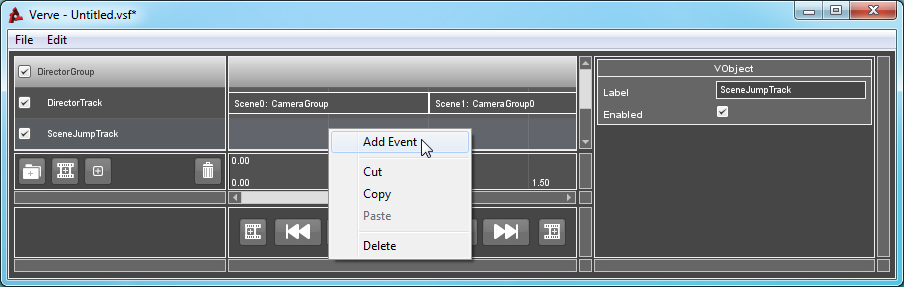 Verve - Untitled.vsf*
File Edit
DirectorGroup
DirectorTrack
SceneJumpTrack
Scene0: CameraGroup
Scene1: CameraGroup0
0.00
0.00
1.50
Add Event
Cut
Copy
Paste
Delete
VObject
Label SceneJumpTrack
Enabled